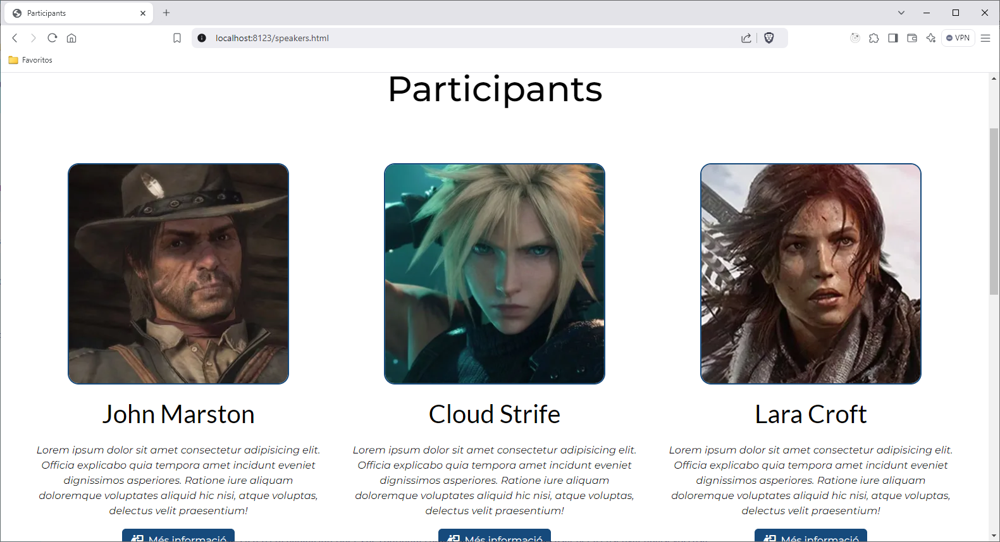 Participants
localhost:8123/speakers.html
VPN
Favoritos
Participants
John Marston
Cloud Strife
Lara Croft
Lorem ipsum dolor sit amet consectetur adipisicing elit.
Officia explicabo quia tempora amet incidunt eveniet
dignissimos asperiores. Ratione iure aliquam
doloremque voluptates aliquid hic nisi, atque voluptas,
delectus velit praesentium!
Lorem ipsum dolor sit amet consectetur adipisicing elit.
Officia explicabo quia tempora amet incidunt eveniet
dignissimos asperiores. Ratione iure aliquam
doloremque voluptates aliquid hic nisi, atque voluptas,
delectus velit praesentium!
Lorem ipsum dolor sit amet consectetur adipisicing elit.
Officia explicabo quia tempora amet incidunt eveniet
dignissimos asperiores. Ratione iure aliquam
doloremque voluptates aliquid hic nisi, atque voluptas,
delectus velit praesentium!
Més informació
Més informació
Més informació